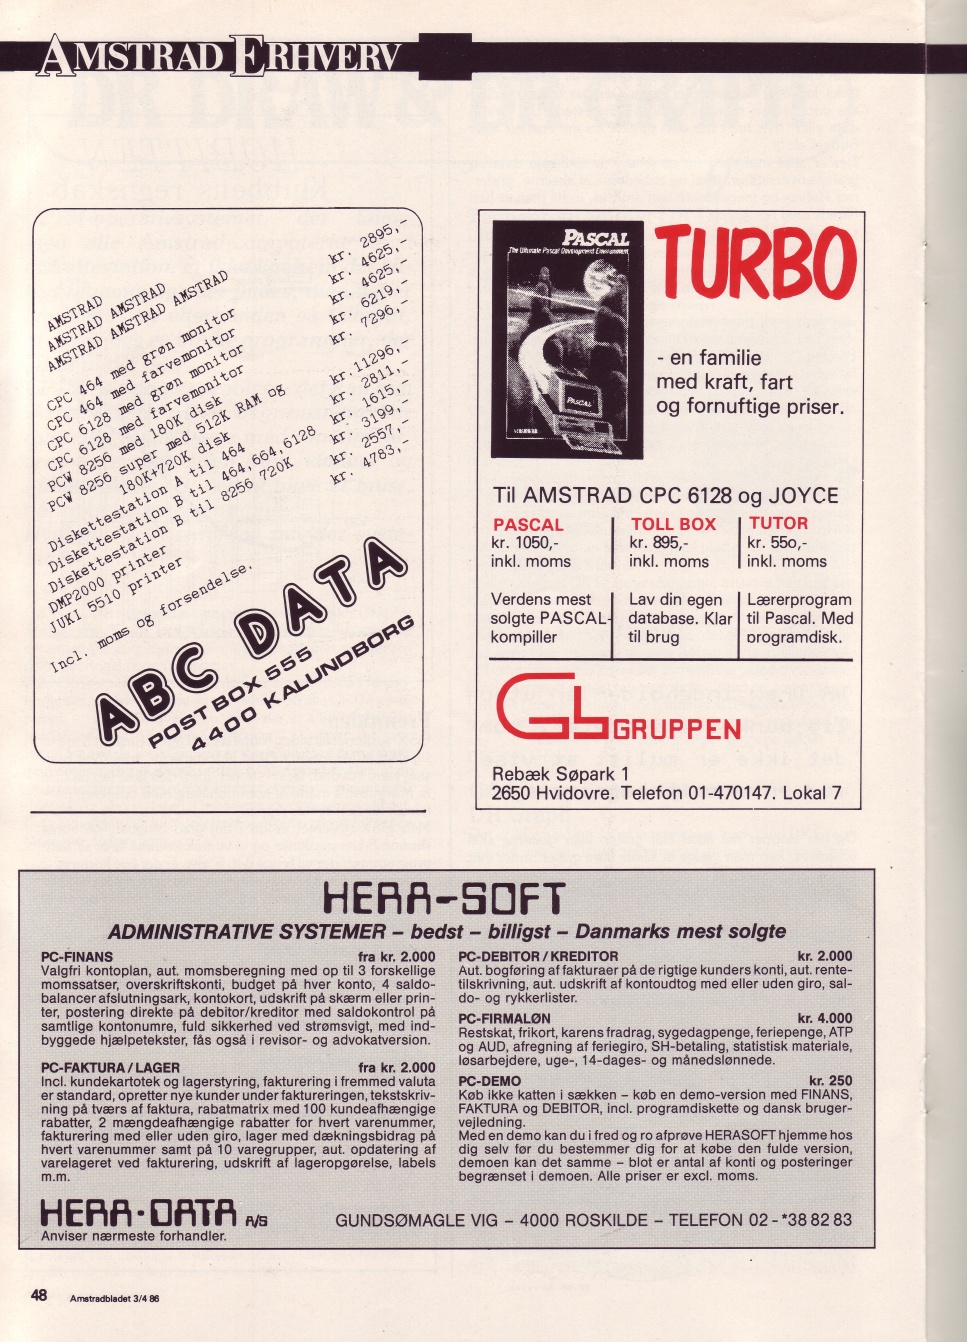 AMSTRAD ERHVERV
AMSTRAD
AMSTRAD AMSTRAD
AMSTRAD AMSTRAD AMSTRAD
CPC 464 med grøn monitor kr. 2895,-
CPC 464 med farvemonitor kr. 4625,-
CPC 6128 med grøn monitor kr. 4625,-
CPC 6128 med farvemonitor kr. 6219,-
PCW 8256 med 180K disk kr. 7296,-
PCW 8256 super med 512K RAM og
180K+720K disk kr.11296,-
Diskettestation A til 464 kr. 2811,-
Diskettestation B til 464,664,6128 kr. 1615,-
Diskettestation B til 8256 720K kr. 3199,-
DMP2000 printer kr. 2557,-
JUKI 5510 printer kr. 4783,-
Incl. moms og forsendelse.
ABC DATA
POSTBOX 555
4400 KALUNDBORG
PASCAL
The Ultimate Pascal Development Environment
PASCAL
TURBO
- en familie
med kraft, fart
og fornuftige priser.
Til AMSTRAD CPC 6128 og JOYCE
PASCAL
kr. 1050,-
inkl. moms
Verdens mest
solgte PASCAL-
kompiller
TOLL BOX
kr. 895,-
inkl. moms
Lav din egen
database. Klar
til brug
TUTOR
kr. 55o,-
inkl. moms
Lærerprogram
til Pascal. Med
programdisk.
Gb GRUPPEN
Rebæk Søpark 1
2650 Hvidovre. Telefon 01-470147. Lokal 7
HERA-SOFT
ADMINISTRATIVE SYSTEMER – bedst – billigst – Danmarks mest solgte
PC-FINANS fra kr. 2.000
Valgfri kontoplan, aut. momsberegning med op til 3 forskellige
momssatser, overskriftskonti, budget på hver konto, 4 saldo-
balancer afslutningsark, kontokort, udskrift på skærm eller prin-
ter, postering direkte på debitor/kreditor med saldokontrol på
samtlige kontonumre, fuld sikkerhed ved strømsvigt, med ind-
byggede hjælpetekster, fås også i revisor- og advokatversion.
PC-FAKTURA / LAGER fra kr. 2.000
Incl. kundekartotek og lagerstyring, fakturering i fremmed valuta
er standard, opretter nye kunder under faktureringen, tekstskriv-
ning på tværs af faktura, rabatmatrix med 100 kundeafhængige
rabatter, 2 mængdeafhængige rabatter for hvert varenummer,
fakturering med eller uden giro, lager med dækningsbidrag på
hvert varenummer samt på 10 varegrupper, aut. opdatering af
varelageret ved fakturering, udskrift af lageropgørelse, labels
m.m.
PC-DEBITOR / KREDITOR kr. 2.000
Aut. bogføring af fakturaer på de rigtige kunders konti, aut. rente-
tilskrivning, aut. udskrift af kontoudtog med eller uden giro, sal-
do- og rykkerlister.
PC-FIRMALØN kr. 4.000
Restskat, frikort, karens fradrag, sygedagpenge, feriepenge, ATP
og AUD, afregning af feriegiro, SH-betaling, statistisk materiale,
løsarbejdere, uge-, 14-dages- og månedslønnede.
PC-DEMO kr. 250
Køb ikke katten i sækken – køb en demo-version med FINANS,
FAKTURA og DEBITOR, incl. programdiskette og dansk bruger-
vejledning.
Med en demo kan du i fred og ro afprøve HERASOFT hjemme hos
dig selv før du bestemmer dig for at købe den fulde version,
demoen kan det samme – blot er antal af konti og posteringer
begrænset i demoen. Alle priser er excl. moms.
HERA·DATA A/S
Anviser nærmeste forhandler.
GUNDSØMAGLE VIG – 4000 ROSKILDE – TELEFON 02 - *38 82 83
48 Amstradbladet 3/4 86